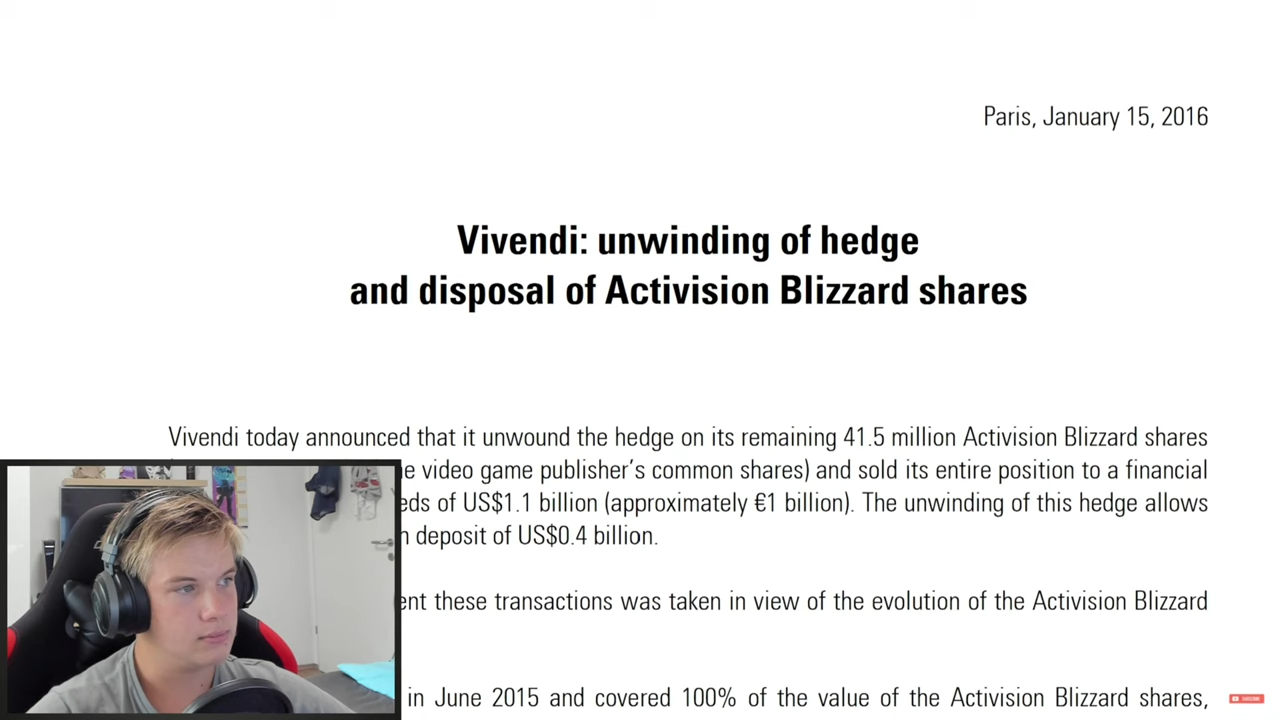 Paris, January 15, 2016
Vivendi: unwinding of hedge
and disposal of Activision Blizzard shares
Vivendi today announced that it unwound the hedge on its remaining 41.5 million Activision Blizzard shares
video game publisher's common shares) and sold its entire position to a financial
of US$1.1 billion (approximately €1 billion). The unwinding of this hedge allows
deposit of US$0.4 billion.
these transactions was taken in view of the evolution of the Activision Blizzard
in June 2015 and covered 100% of the value of the Activision Blizzard shares,
SUBSCRIBE